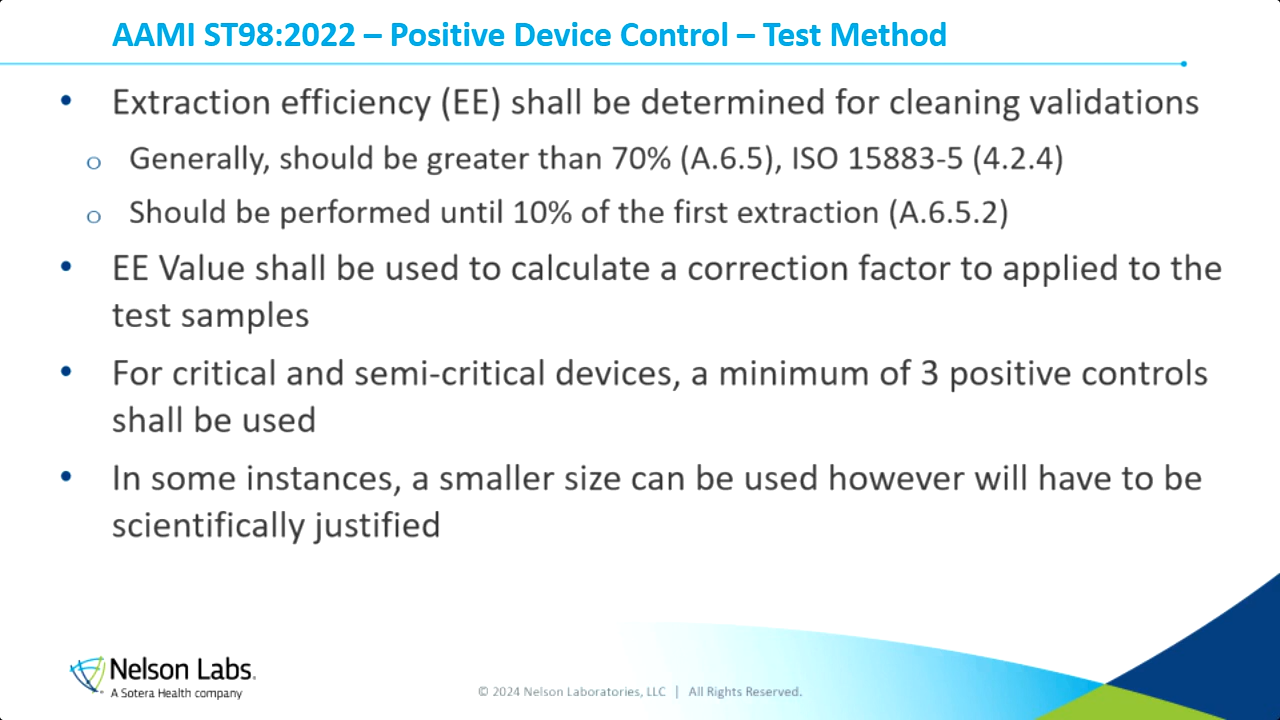 AAMI ST98:2022 – Positive Device Control – Test Method
• Extraction efficiency (EE) shall be determined for cleaning validations
o Generally, should be greater than 70% (A.6.5), ISO 15883-5 (4.2.4)
o Should be performed until 10% of the first extraction (A.6.5.2)
• EE Value shall be used to calculate a correction factor to applied to the
test samples
• For critical and semi-critical devices, a minimum of 3 positive controls
shall be used
• In some instances, a smaller size can be used however will have to be
scientifically justified
Nelson Labs.
A Sotera Health company
© 2024 Nelson Laboratories, LLC | All Rights Reserved.